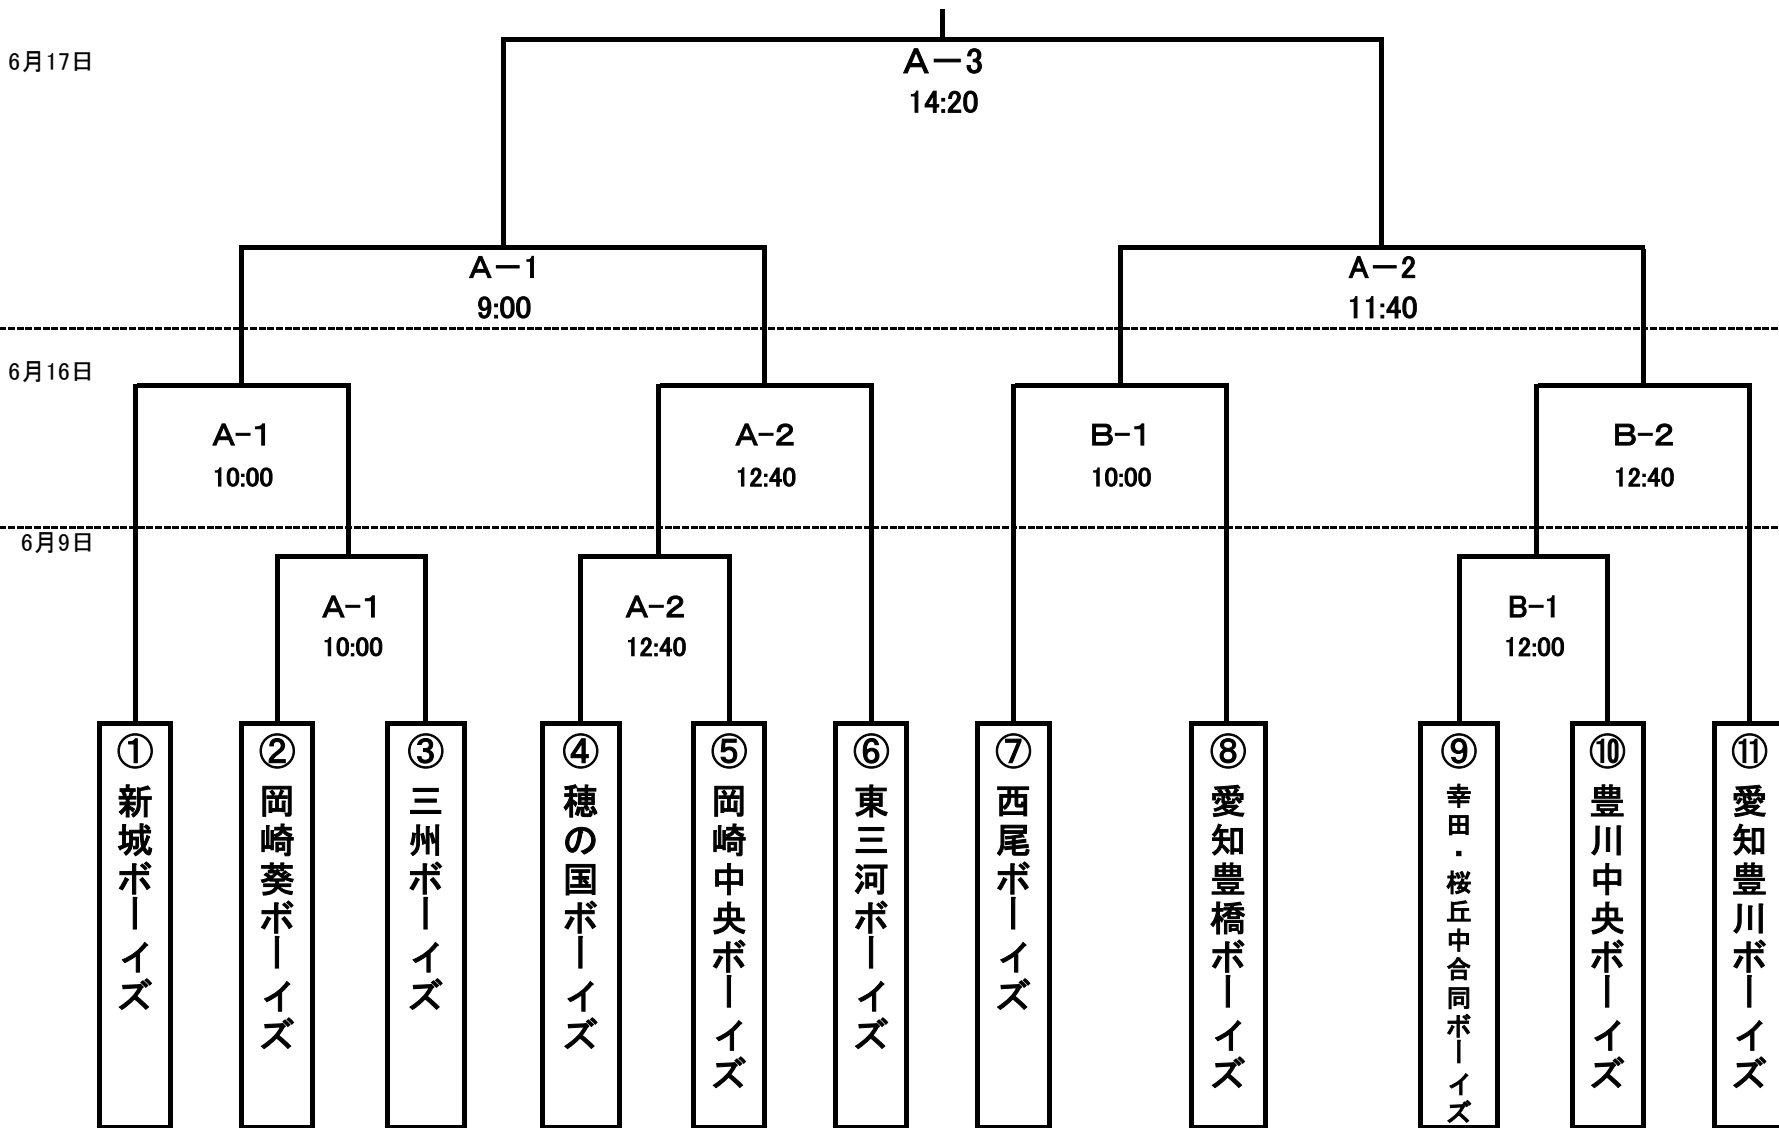 6月17日
A－3
14:20
A－1
9:00
A－2
11:40
6月16日
A-1
10:00
A-2
12:40
B-1
10:00
B-2
12:40
6月9日
A-1
10:00
A-2
12:40
B-1
12:00
①新城ボーイズ
②岡崎葵ボーイズ
③三州ボーイズ
④穂の国ボーイズ
⑤岡崎中央ボーイズ
⑥東三河ボーイズ
⑦西尾ボーイズ
⑧愛知豊橋ボーイズ
⑨幸田・桜丘中合同ボーイズ
⑩豊川中央ボーイズ
⑪愛知豊川ボーイズ